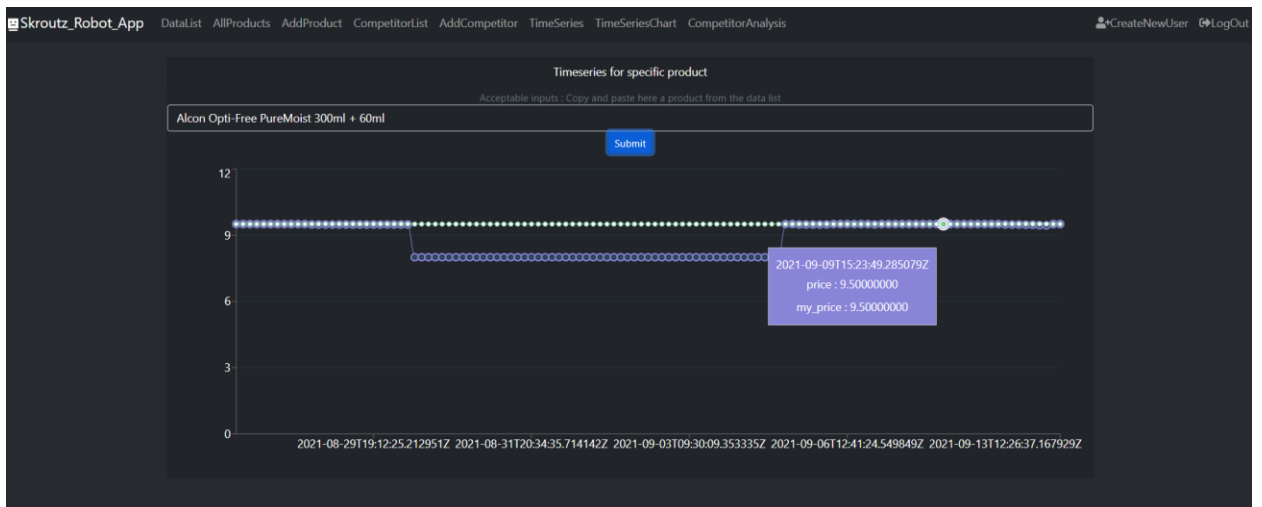 Skroutz_Robot_App DataList AllProducts AddProduct CompetitorList AddCompetitor TimeSeries TimeSeriesChart CompetitorAnalysis CreateNewUser LogOut
Timeseries for specific product
Acceptable inputs : Copy and paste here a product from the data list
Alcon Opti-Free PureMoist 300ml + 60ml
Submit
12
9
2021-09-09T15:23:49.285079Z
price : 9.50000000
6
my_price : 9.50000000
3
0
2021-08-29T19:12:25.212951Z 2021-08-31T20:34:35.714142Z 2021-09-03T09:30:09.353335Z 2021-09-06T12:41:24.549849Z 2021-09-13T12:26:37.167929Z